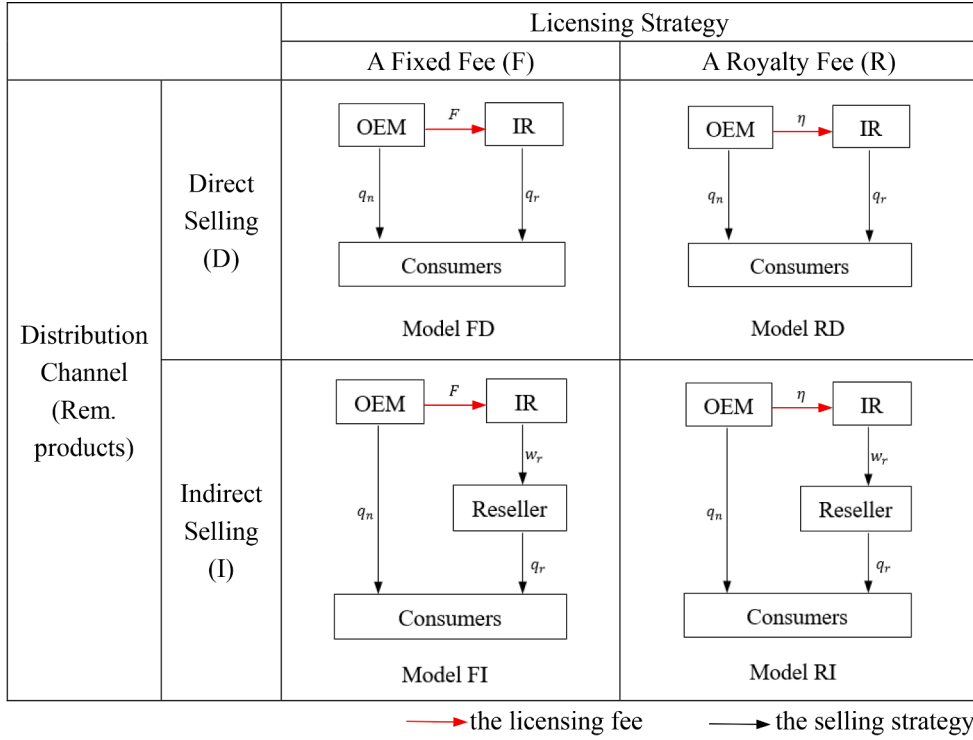 Licensing Strategy
A Fixed Fee (F)
A Royalty Fee (R)
Distribution
Channel
(Rem.
products)
Direct
Selling
(D)
OEM
F
IR
q_n
q_r
Consumers
Model FD
OEM
η
IR
q_n
q_r
Consumers
Model RD
Indirect
Selling
(I)
OEM
F
IR
w_r
Reseller
q_n
q_r
Consumers
Model FI
OEM
η
IR
w_r
Reseller
q_n
q_r
Consumers
Model RI
the licensing fee
the selling strategy